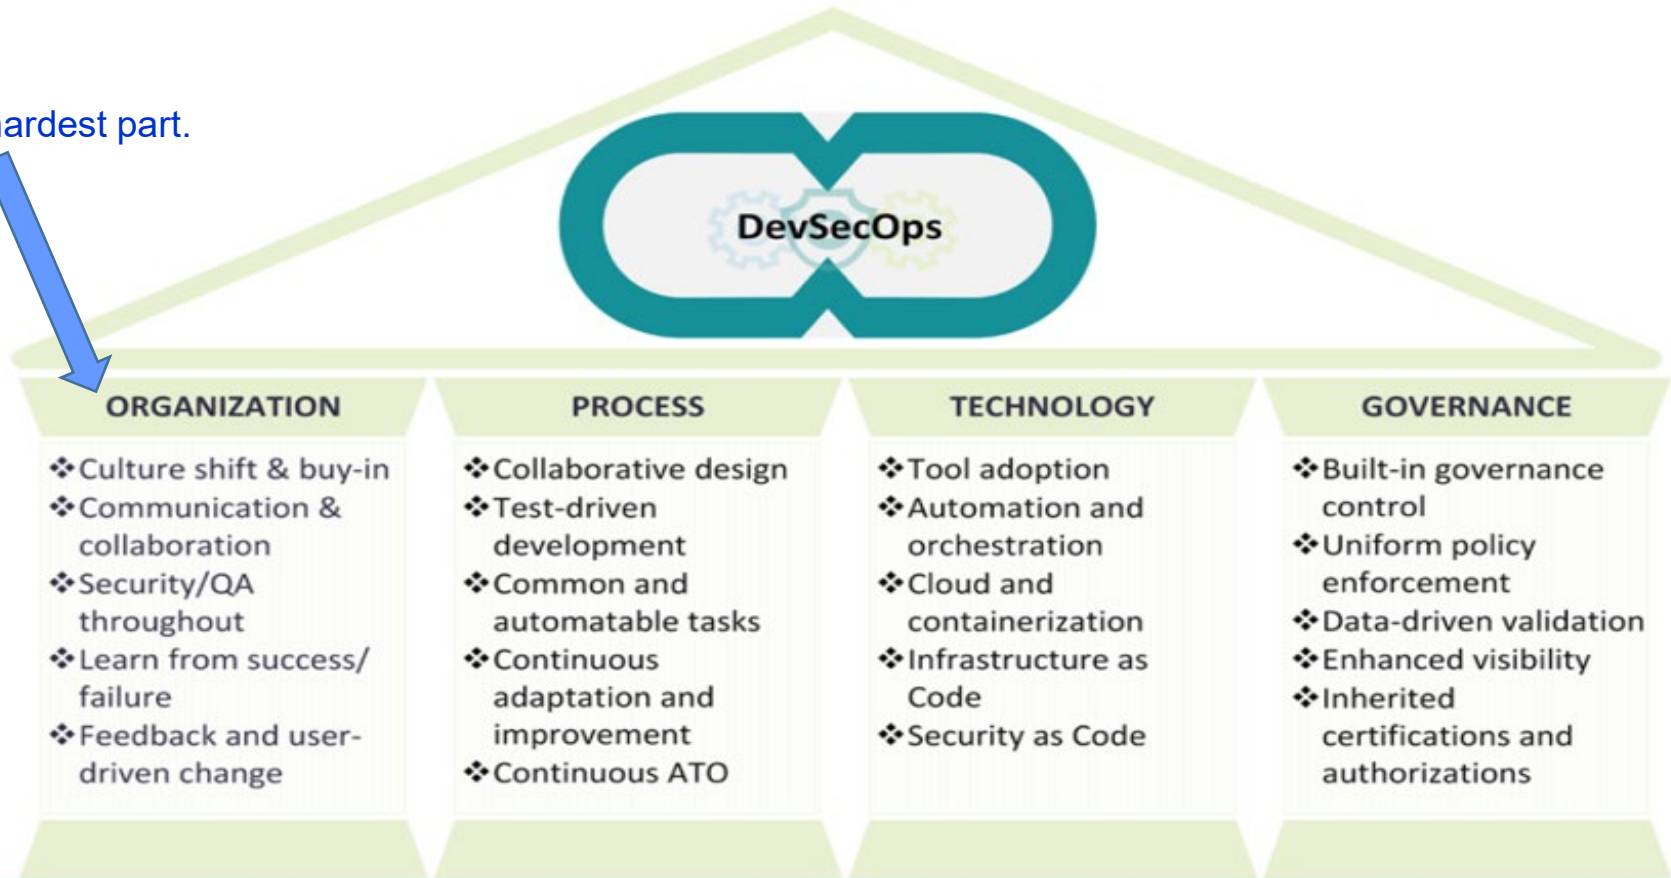 hardest part.
DevSecOps
ORGANIZATION
❖Culture shift & buy-in
❖Communication &
collaboration
❖Security/QA
throughout
❖Learn from success/
failure
❖Feedback and user-
driven change
PROCESS
❖Collaborative design
❖Test-driven
development
❖Common and
automatable tasks
❖Continuous
adaptation and
improvement
❖Continuous ATO
TECHNOLOGY
❖Tool adoption
❖Automation and
orchestration
❖Cloud and
containerization
❖Infrastructure as
Code
❖Security as Code
GOVERNANCE
❖Built-in governance
control
❖Uniform policy
enforcement
❖Data-driven validation
❖Enhanced visibility
❖Inherited
certifications and
authorizations